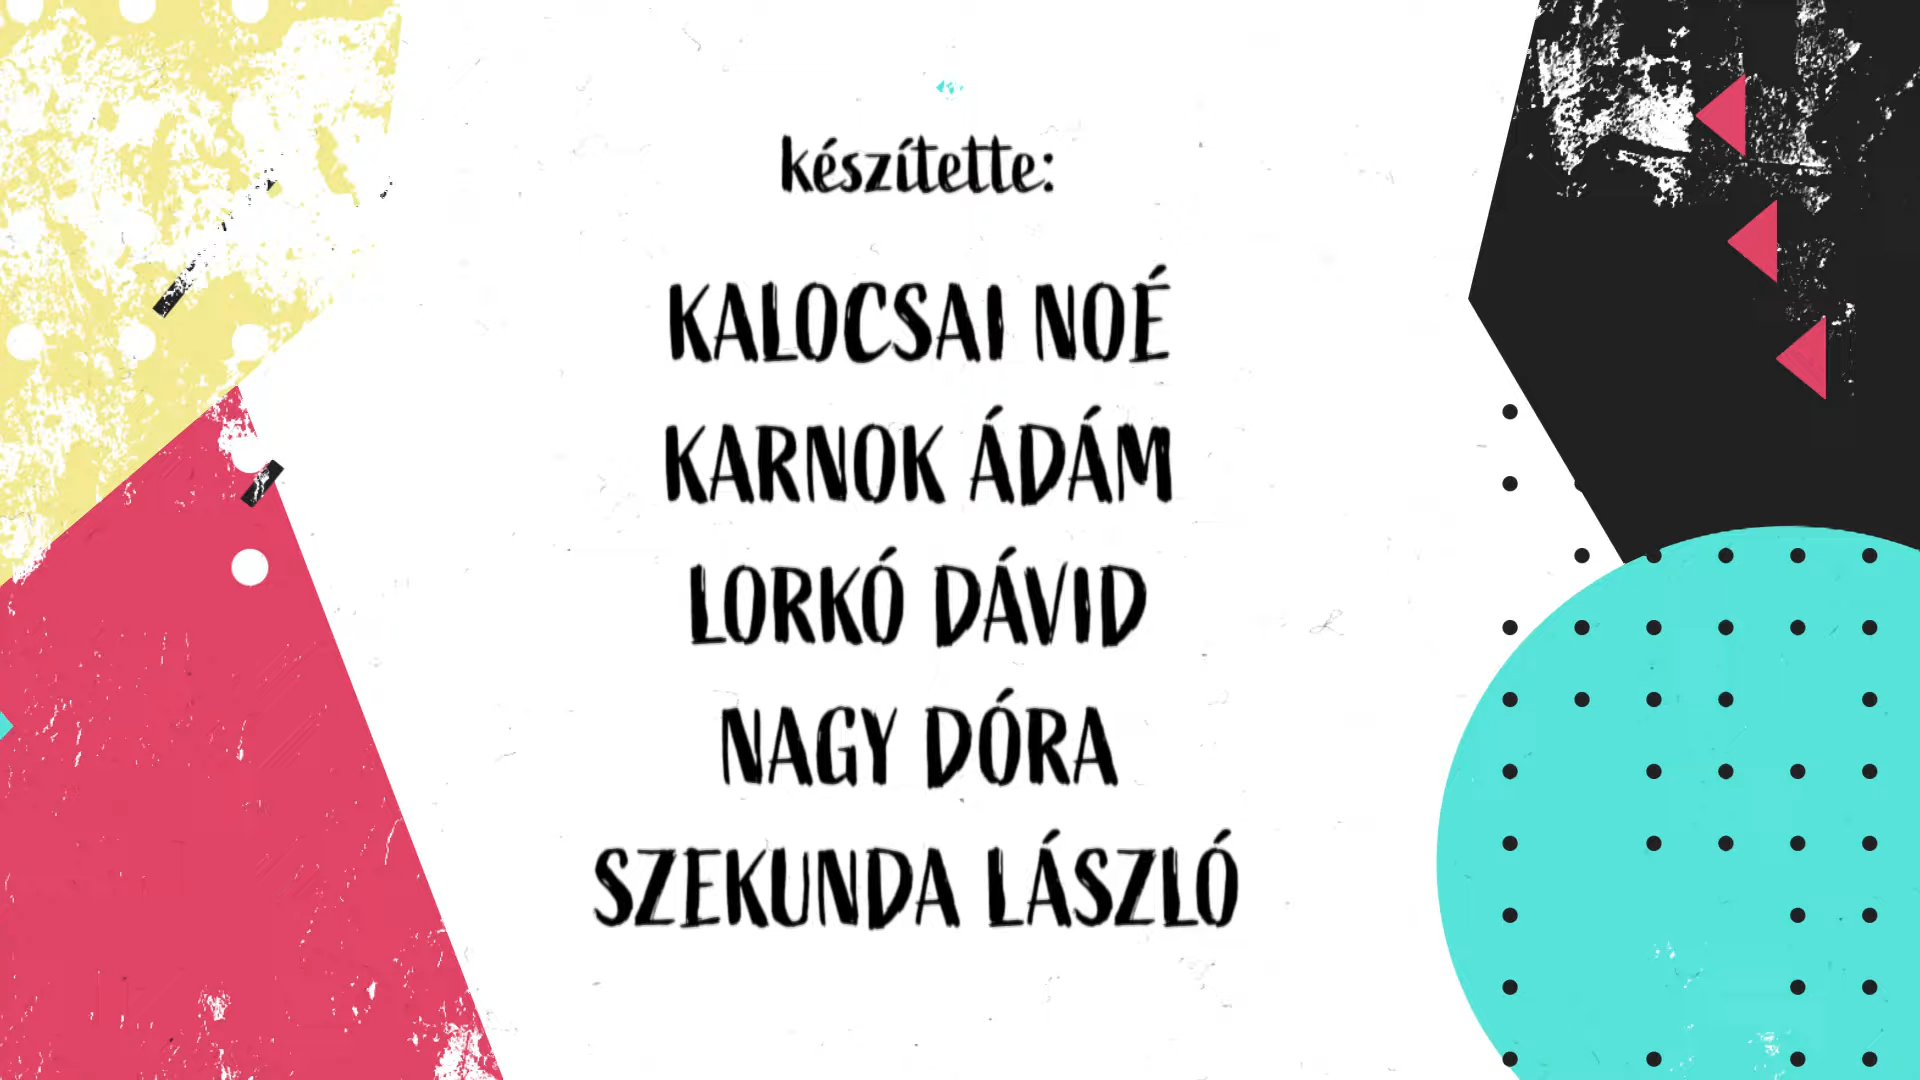 készítette:
KALOCSAI NOÉ
KARNOK ÁDÁM
LORKÓ DÁVID
NAGY DÓRA
SZEKUNDA LÁSZLÓ